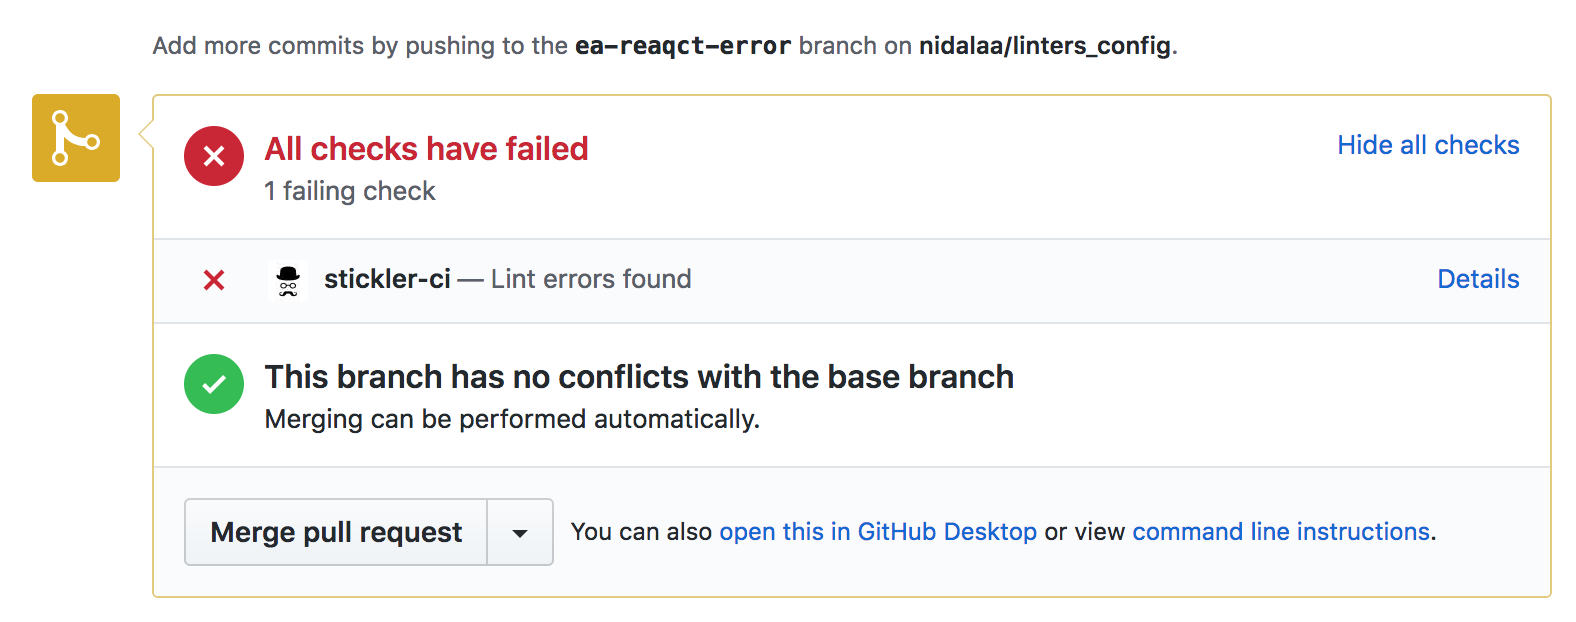 Add more commits by pushing to the ea-reaqct-error branch on nidalaa/linters_config.
All checks have failed
Hide all checks
1 failing check
stickler-ci — Lint errors found
Details
This branch has no conflicts with the base branch
Merging can be performed automatically.
Merge pull request
You can also open this in GitHub Desktop or view command line instructions.